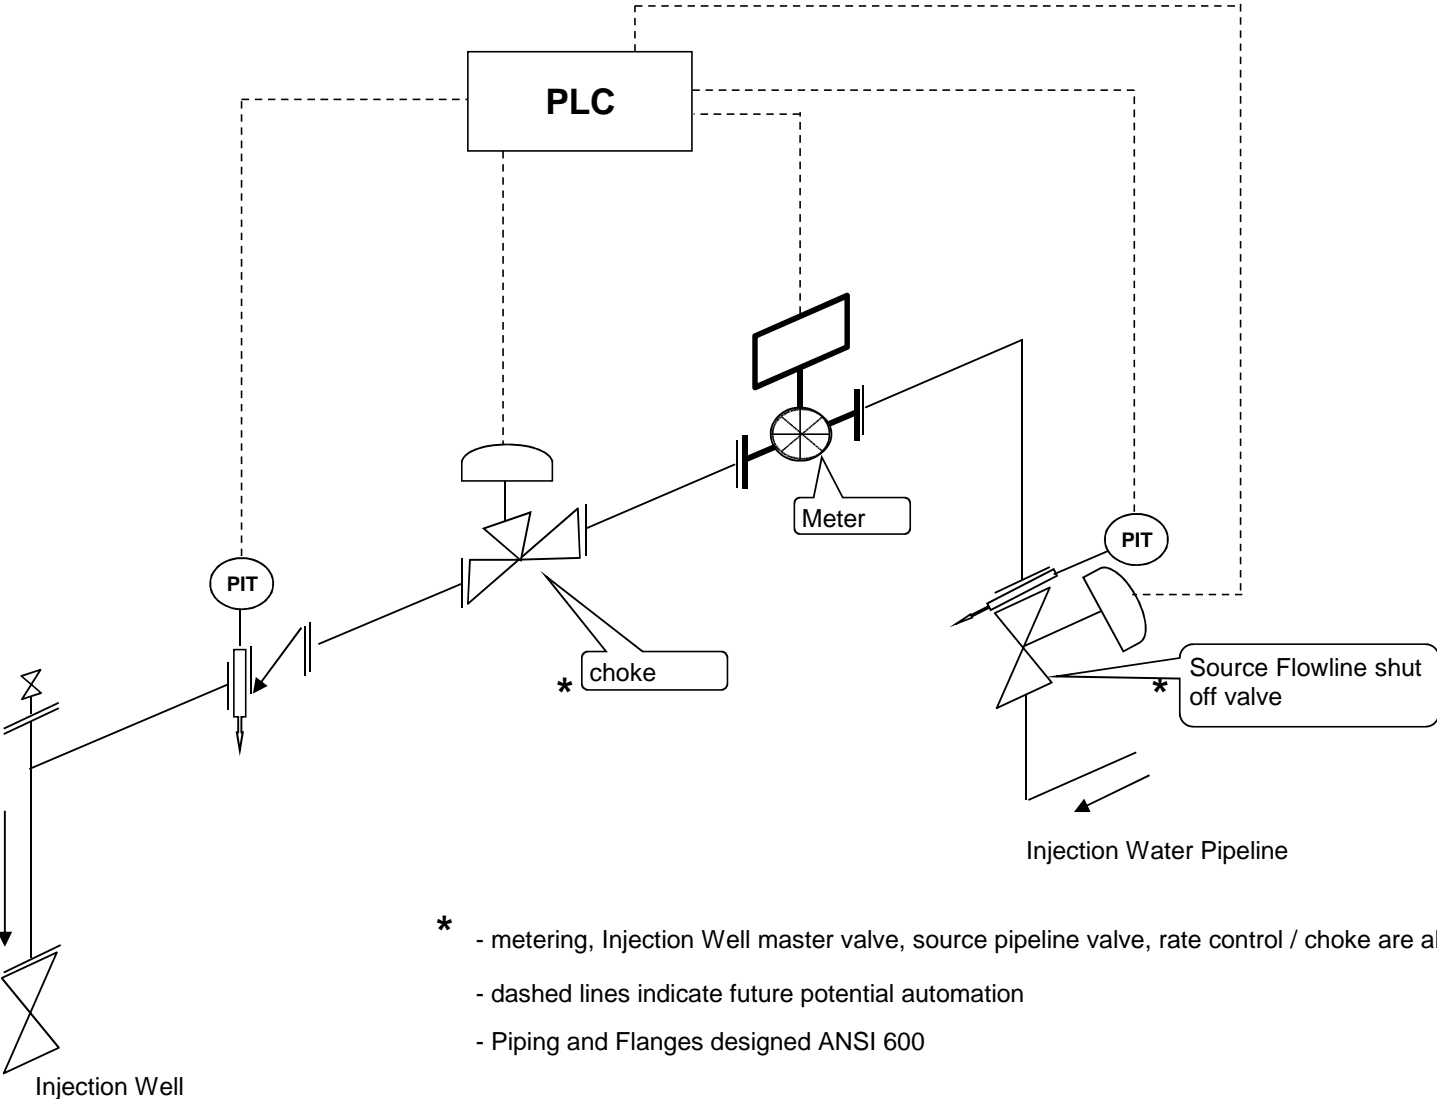 PLC
Meter
PIT
PIT
choke
*
Source Flowline shut
off valve
*
Injection Water Pipeline
*
- metering, Injection Well master valve, source pipeline valve, rate control / choke are
- dashed lines indicate future potential automation
- Piping and Flanges designed ANSI 600
Injection Well